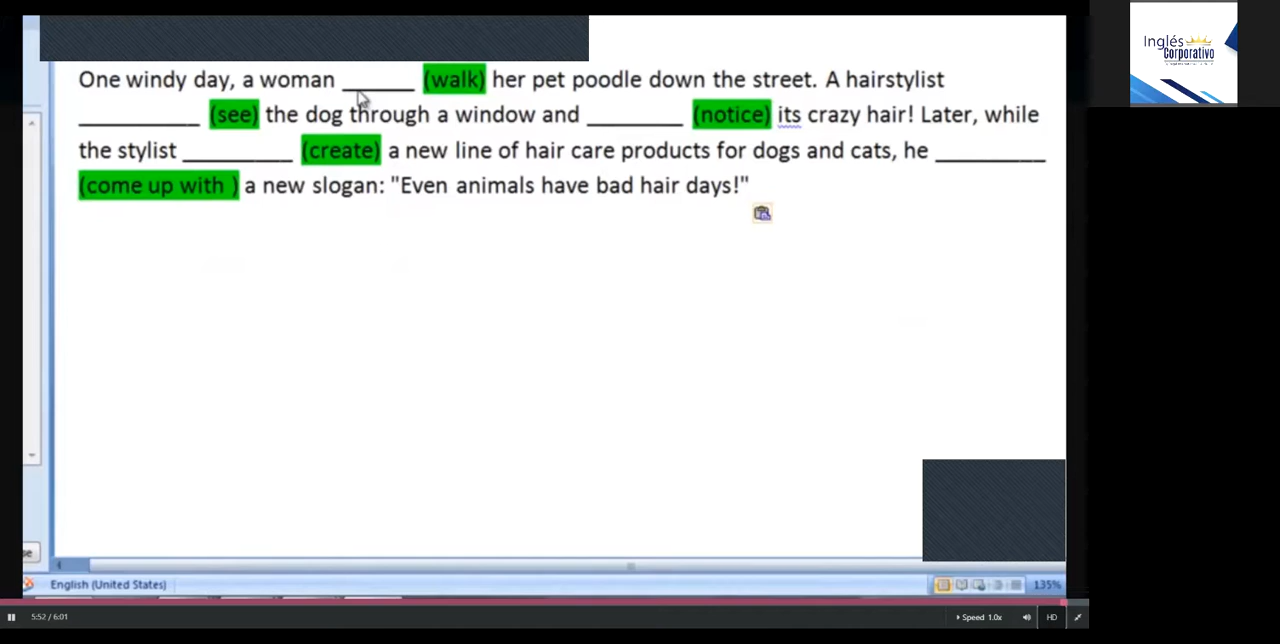 Inglés
Corporativo
One windy day, a woman ______ (walk) her pet poodle down the street. A hairstylist
__________ (see) the dog through a window and ________ (notice) its crazy hair! Later, while
the stylist _________ (create) a new line of hair care products for dogs and cats, he _________
(come up with ) a new slogan: "Even animals have bad hair days!"
se
English (United States)
135%
5:52 / 6:01
Speed 1.0x
HD